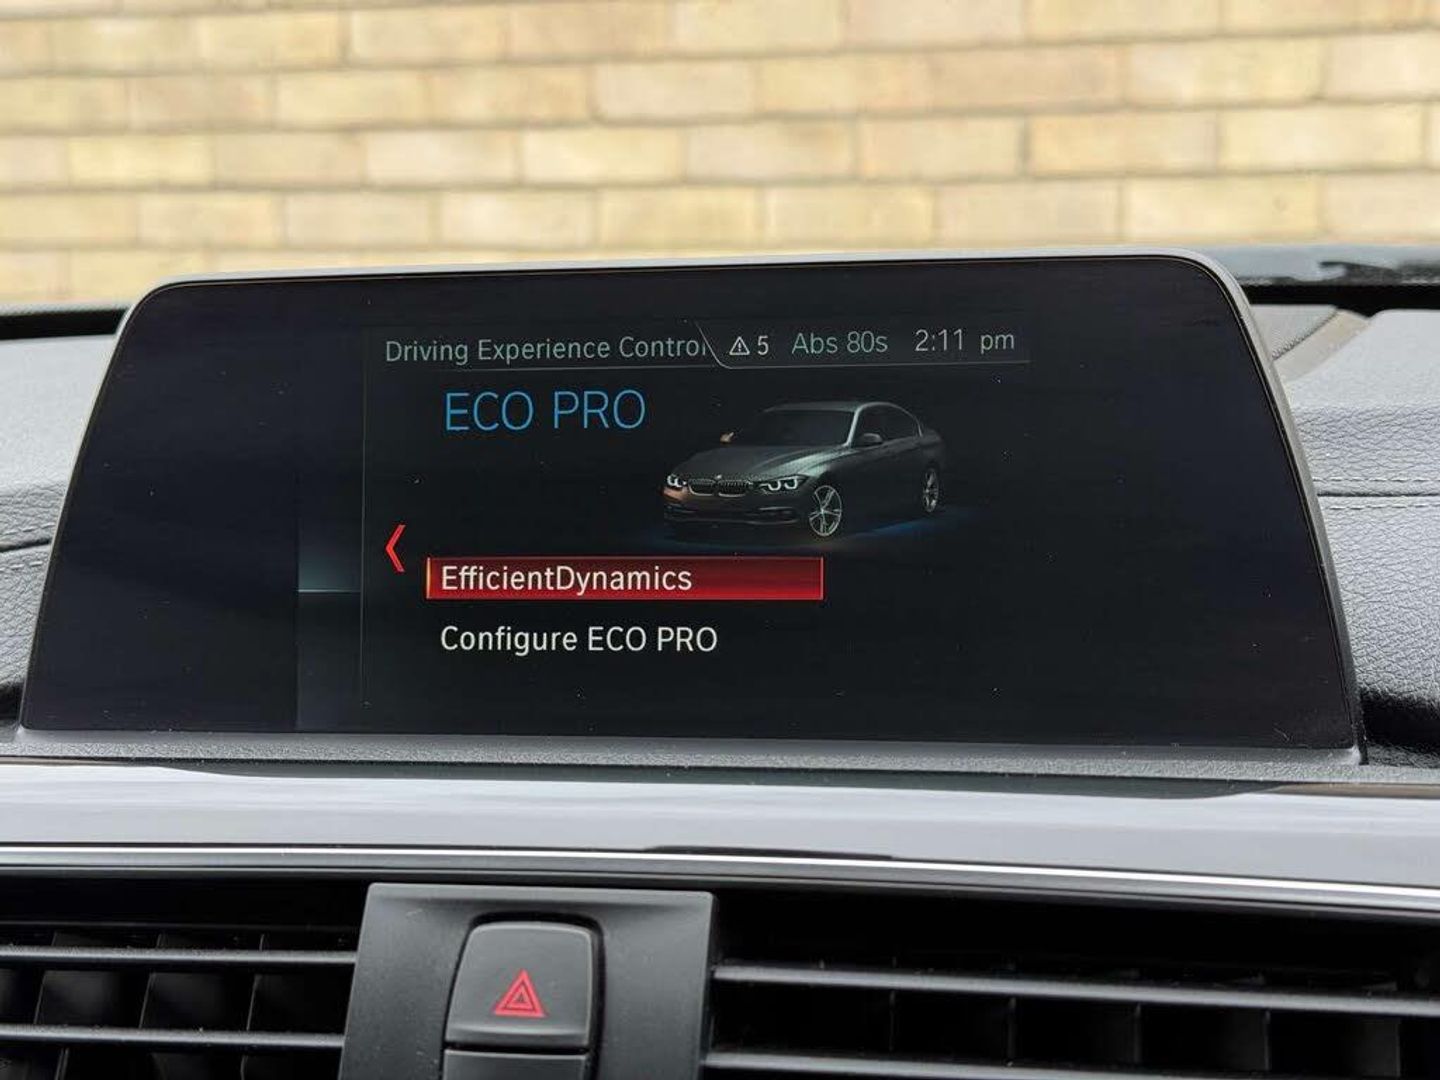 Driving Experience Control
5 Abs 80s 2:11 pm
ECO PRO
EfficientDynamics
Configure ECO PRO